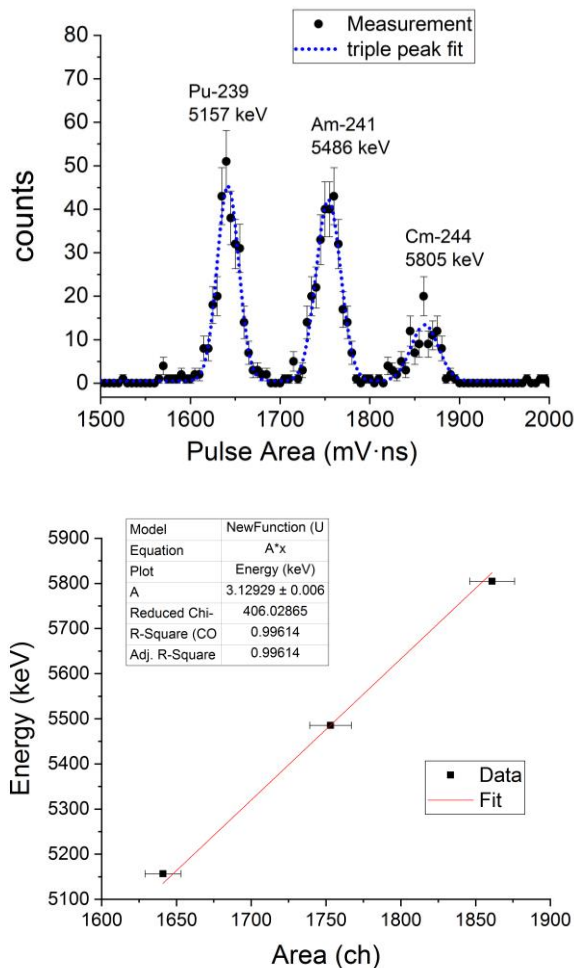 Measurement
triple peak fit
80
70
60
50
40
30
20
10
0
counts
Pu-239
5157 keV
Am-241
5486 keV
Cm-244
5805 keV
1500 1600 1700 1800 1900 2000
Pulse Area (mV·ns)
5900
5800
5700
5600
5500
5400
5300
5200
5100
Energy (keV)
Model NewFunction (U
Equation A*x
Plot Energy (keV)
A 3.12929 ± 0.006
Reduced Chi- 406.02865
R-Square (CO 0.99614
Adj. R-Square 0.99614
Data
Fit
1600 1650 1700 1750 1800 1850 1900
Area (ch)